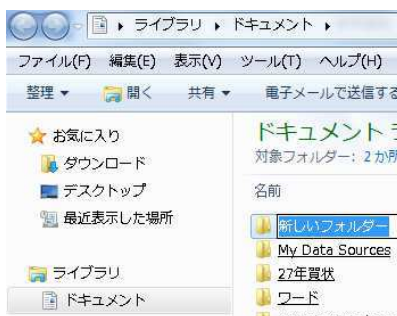 ライブラリ ▸ ドキュメント ▸
ファイル(F) 編集(E) 表示(V) ツール(T) ヘルプ(H)
整理 ▾ 開く 共有 ▾ 電子メールで送信する
お気に入り
ダウンロード
デスクトップ
最近表示した場所
ライブラリ
ドキュメント
ドキュメント
対象フォルダー: 2 か所
名前
新しいフォルダー
My Data Sources
27年賀状
ワード